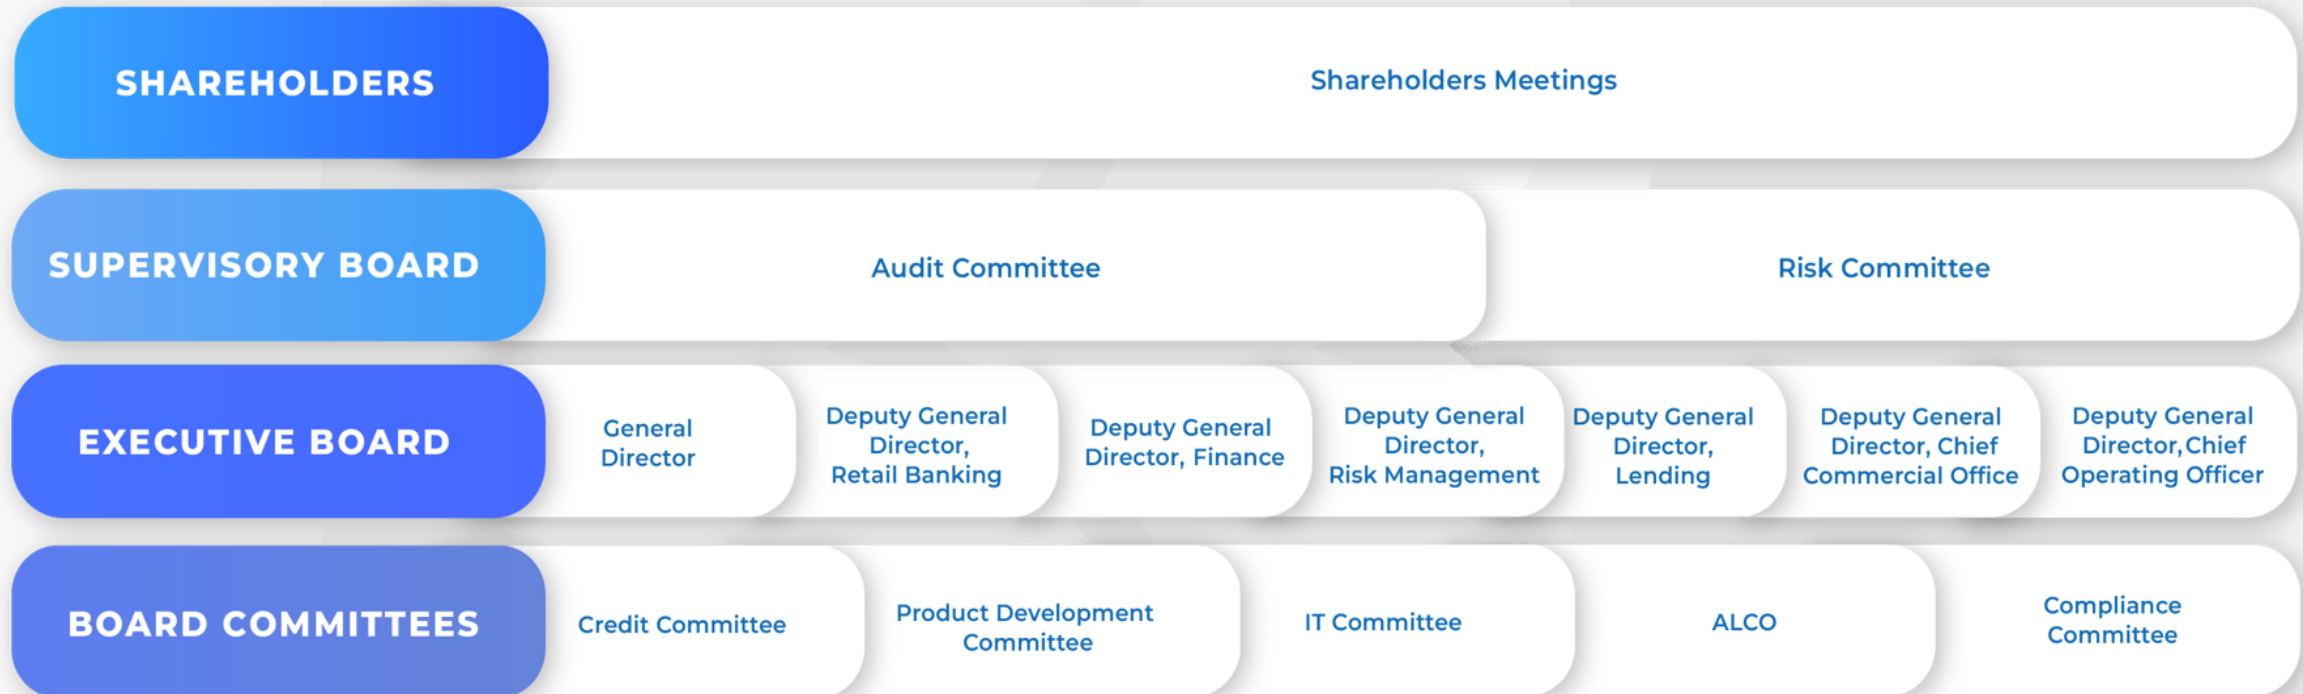 SHAREHOLDERS
Shareholders Meetings
SUPERVISORY BOARD
Audit Committee
Risk Committee
EXECUTIVE BOARD
General
Director
Deputy General
Director,
Retail Banking
Deputy General
Director, Finance
Deputy General
Director,
Risk Management
Deputy General
Director,
Lending
Deputy General
Director, Chief
Commercial Office
Deputy General
Director, Chief
Operating Officer
BOARD COMMITTEES
Credit Committee
Product Development
Committee
IT Committee
ALCO
Compliance
Committee